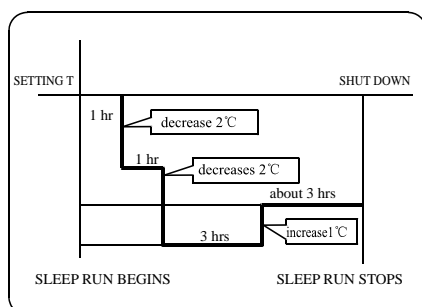 SETTING T
SHUT DOWN
1 hr
decrease 2℃
1 hr
decreases 2℃
about 3 hrs
3 hrs
increase1℃
SLEEP RUN BEGINS
SLEEP RUN STOPS